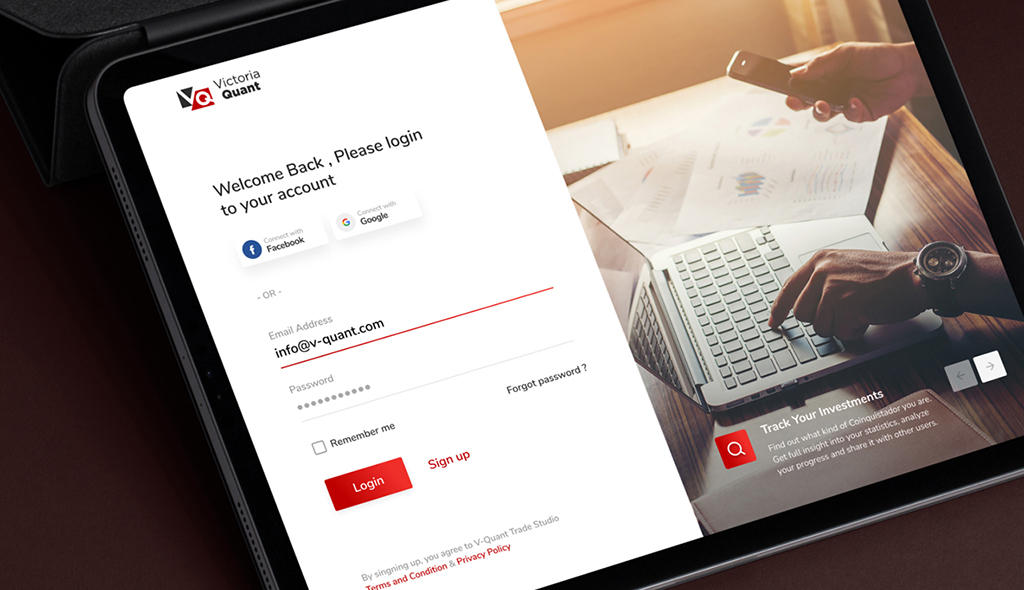 VQ
Victoria
Quant
Welcome Back , Please login
to your account
Connect with
Facebook
Connect with
Google
- OR -
Email Address
info@v-quant.com
Password
Forgot password ?
Remember me
Login
Sign up
By singning up, you agree to V-Quant Trade Studio
Terms and Condition & Privacy Policy
Track Your Investments
Find out what kind of Coinquistador you are.
Get full insight into your statistics, analyze
your progress and share it with other users.